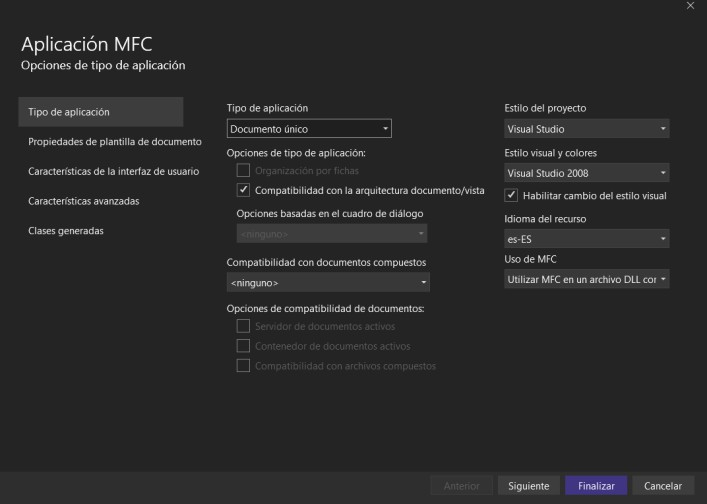 Aplicación MFC
Opciones de tipo de aplicación
Tipo de aplicación
Propiedades de plantilla de documento
Características de la interfaz de usuario
Características avanzadas
Clases generadas
Tipo de aplicación
Documento único
Opciones de tipo de aplicación:
Organización por fichas
Compatibilidad con la arquitectura documento/vista
Opciones basadas en el cuadro de diálogo
<ninguno>
Compatibilidad con documentos compuestos
<ninguno>
Opciones de compatibilidad de documentos:
Servidor de documentos activos
Contenedor de documentos activos
Compatibilidad con archivos compuestos
Estilo del proyecto
Visual Studio
Estilo visual y colores
Visual Studio 2008
Habilitar cambio del estilo visual
Idioma del recurso
es-ES
Uso de MFC
Utilizar MFC en un archivo DLL cor
Anterior
Siguiente
Finalizar
Cancelar